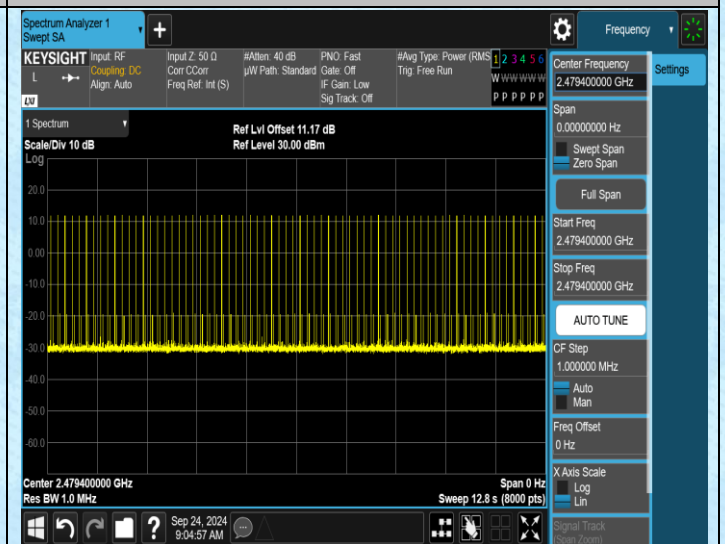 Spectrum Analyzer 1
Swept SA
+
Frequency
KEYSIGHT
L
LXI
Input: RF
Coupling: DC
Align: Auto
Input Z: 50 Ω
Corr CCorr
Freq Ref: Int (S)
#Atten: 40 dB
µW Path: Standard
PNO: Fast
Gate: Off
IF Gain: Low
Sig Track: Off
#Avg Type: Power (RMS
Trig: Free Run
1 2 3 4 5 6
W W W W W W
P P P P P P
1 Spectrum
Scale/Div 10 dB
Log
Ref Lvl Offset 11.17 dB
Ref Level 30.00 dBm
20.0
10.0
0.00
-10.0
-20.0
-30.0
-40.0
-50.0
-60.0
Center 2.479400000 GHz
Res BW 1.0 MHz
Span 0 Hz
Sweep 12.8 s (8000 pts)
Center Frequency
2.479400000 GHz
Settings
Span
0.00000000 Hz
Swept Span
Zero Span
Full Span
Start Freq
2.479400000 GHz
Stop Freq
2.479400000 GHz
AUTO TUNE
CF Step
1.000000 MHz
Auto
Man
Freq Offset
0 Hz
X Axis Scale
Log
Lin
Signal Track
(Span Zoom)
?
Sep 24, 2024
9:04:57 AM